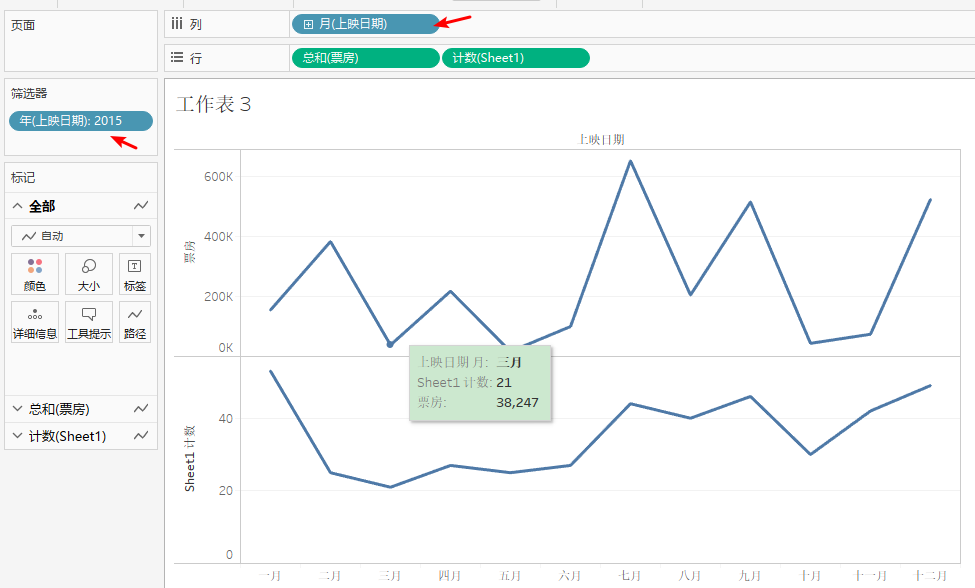 页面
列
月(上映日期)
行
总和(票房)
计数(Sheet1)
筛选器
年(上映日期): 2015
标记
全部
自动
颜色
大小
标签
详细信息
工具提示
路径
总和(票房)
计数(Sheet1)
工作表 3
上映日期
票房
600K
400K
200K
0K
上映日期 月: 三月
Sheet1 计数: 21
票房: 38,247
Sheet1 计数
40
20
0
一月
二月
三月
四月
五月
六月
七月
八月
九月
十月
十一月
十二月